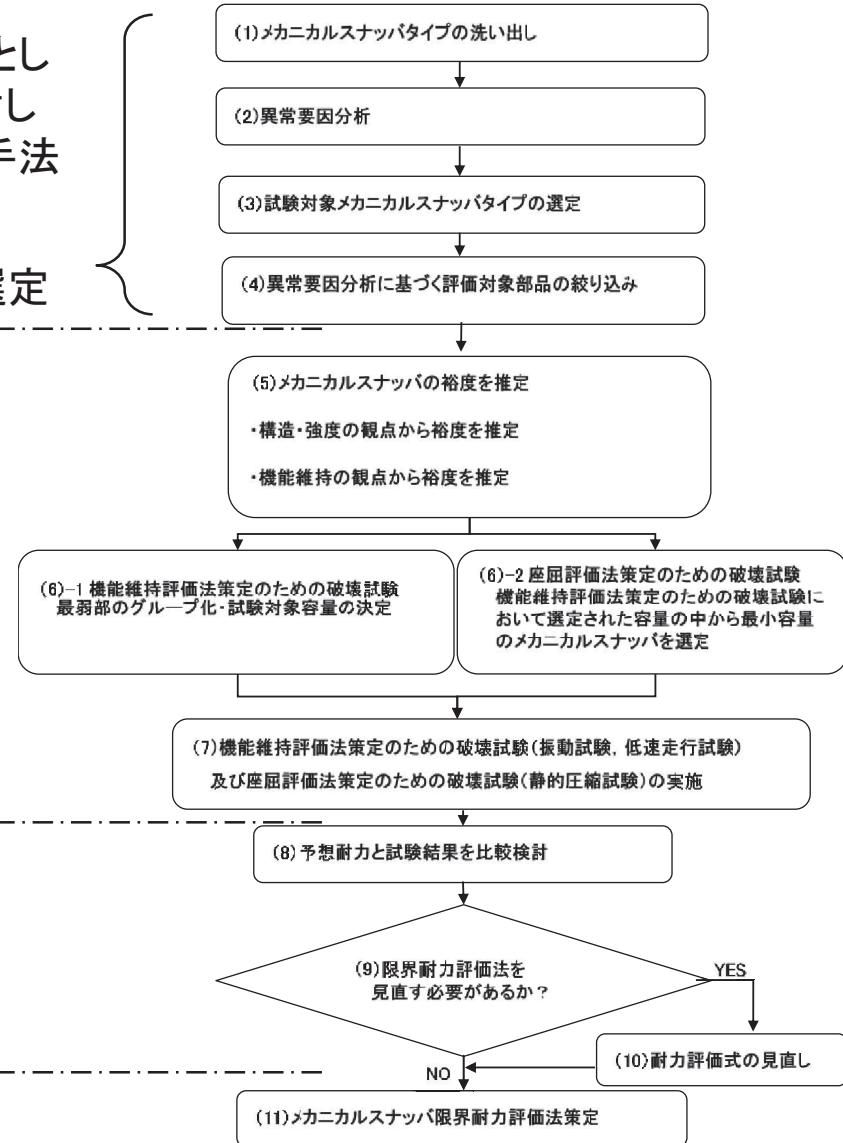 とし
し
手法
選定
(1)メカニカルスナッバタイプの洗い出し
(2)異常要因分析
(3)試験対象メカニカルスナッバタイプの選定
(4)異常要因分析に基づく評価対象部品の絞り込み
(5)メカニカルスナッバの裕度を推定
・構造・強度の観点から裕度を推定
・機能維持の観点から裕度を推定
(6)-1 機能維持評価法策定のための破壊試験
最弱部のグループ化・試験対象容量の決定
(6)-2 座屈評価法策定のための破壊試験
機能維持評価法策定のための破壊試験に
おいて選定された容量の中から最小容量
のメカニカルスナッバを選定
(7)機能維持評価法策定のための破壊試験(振動試験, 低速走行試験)
及び座屈評価法策定のための破壊試験(静的圧縮試験)の実施
(8)予想耐力と試験結果を比較検討
(9)限界耐力評価法を
見直す必要があるか？
YES
(10)耐力評価式の見直し
NO
(11)メカニカルスナッバ限界耐力評価法策定